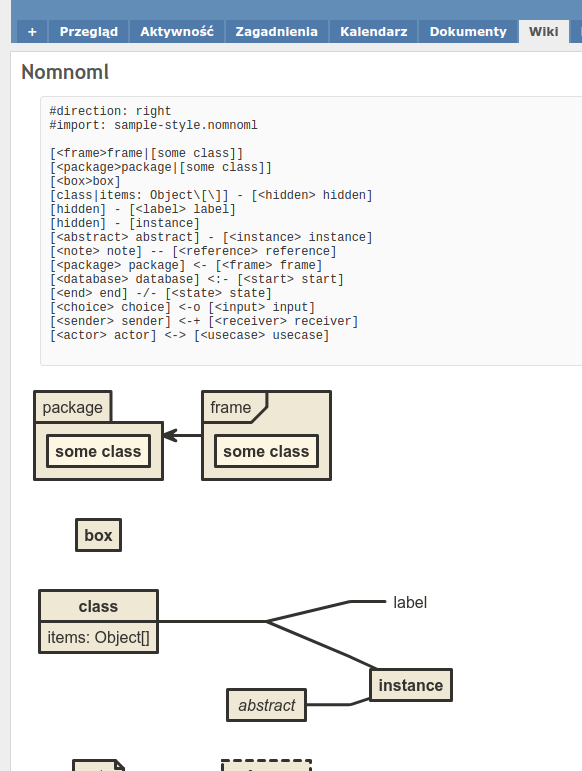 + Przegląd Aktywność Zagadnienia Kalendarz Dokumenty Wiki
Nomnoml
#direction: right
#import: sample-style.nomnoml
[<frame>frame|[some class]]
[<package>package|[some class]]
[<box>box]
[class|items: Object\[\]] - [<hidden> hidden]
[hidden] - [<label> label]
[hidden] - [instance]
[<abstract> abstract] - [<instance> instance]
[<note> note] -- [<reference> reference]
[<package> package] <- [<frame> frame]
[<database> database] <:- [<start> start]
[<end> end] -/- [<state> state]
[<choice> choice] <-o [<input> input]
[<sender> sender] <-+ [<receiver> receiver]
[<actor> actor] <-> [<usecase> usecase]
package frame
some class some class
box
class
items: Object[]
label
instance
abstract